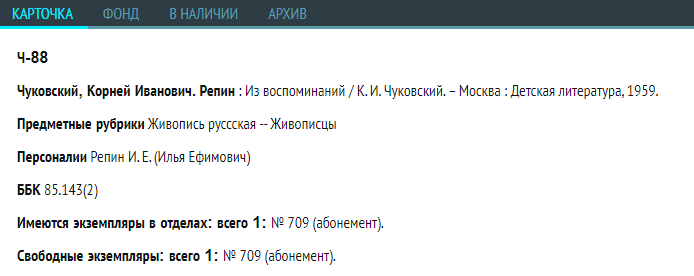 КАРТОЧКА ФОНД В НАЛИЧИИ АРХИВ
Ч-88
Чуковский, Корней Иванович. Репин : Из воспоминаний / К. И. Чуковский. – Москва : Детская литература, 1959.
Предметные рубрики Живопись руссская -- Живописцы
Персоналии Репин И. Е. (Илья Ефимович)
ББК 85.143(2)
Имеются экземпляры в отделах: всего 1: № 709 (абонемент).
Свободные экземпляры: всего 1: № 709 (абонемент).